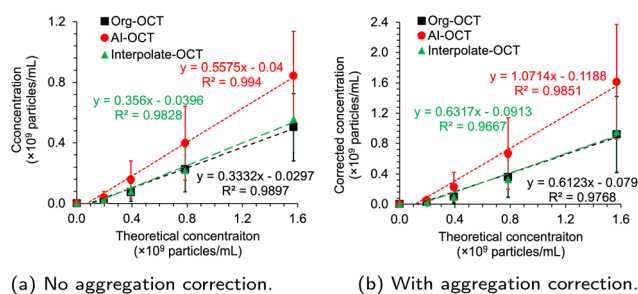 Org-OCT
AI-OCT
Interpolate-OCT
y = 0.5575x - 0.04
R² = 0.994
y = 0.356x - 0.0396
R² = 0.9828
y = 0.3332x - 0.0297
R² = 0.9897
Cconcentration
(×10⁹ particles/mL)
1.2
0.8
0.4
0.0
0.0 0.4 0.8 1.2 1.6
Theoretical concentraiton
(×10⁹ particles/mL)
(a) No aggregation correction.
Org-OCT
AI-OCT
Interpolate-OCT
y = 1.0714x - 0.1188
R² = 0.9851
y = 0.6317x - 0.0913
R² = 0.9667
y = 0.6123x - 0.079
R² = 0.9768
Corrected concentration
(×10⁹ particles/mL)
2.4
2.0
1.6
1.2
0.8
0.4
0.0
0.0 0.4 0.8 1.2 1.6
Theoretical concentraiton
(×10⁹ particles/mL)
(b) With aggregation correction.